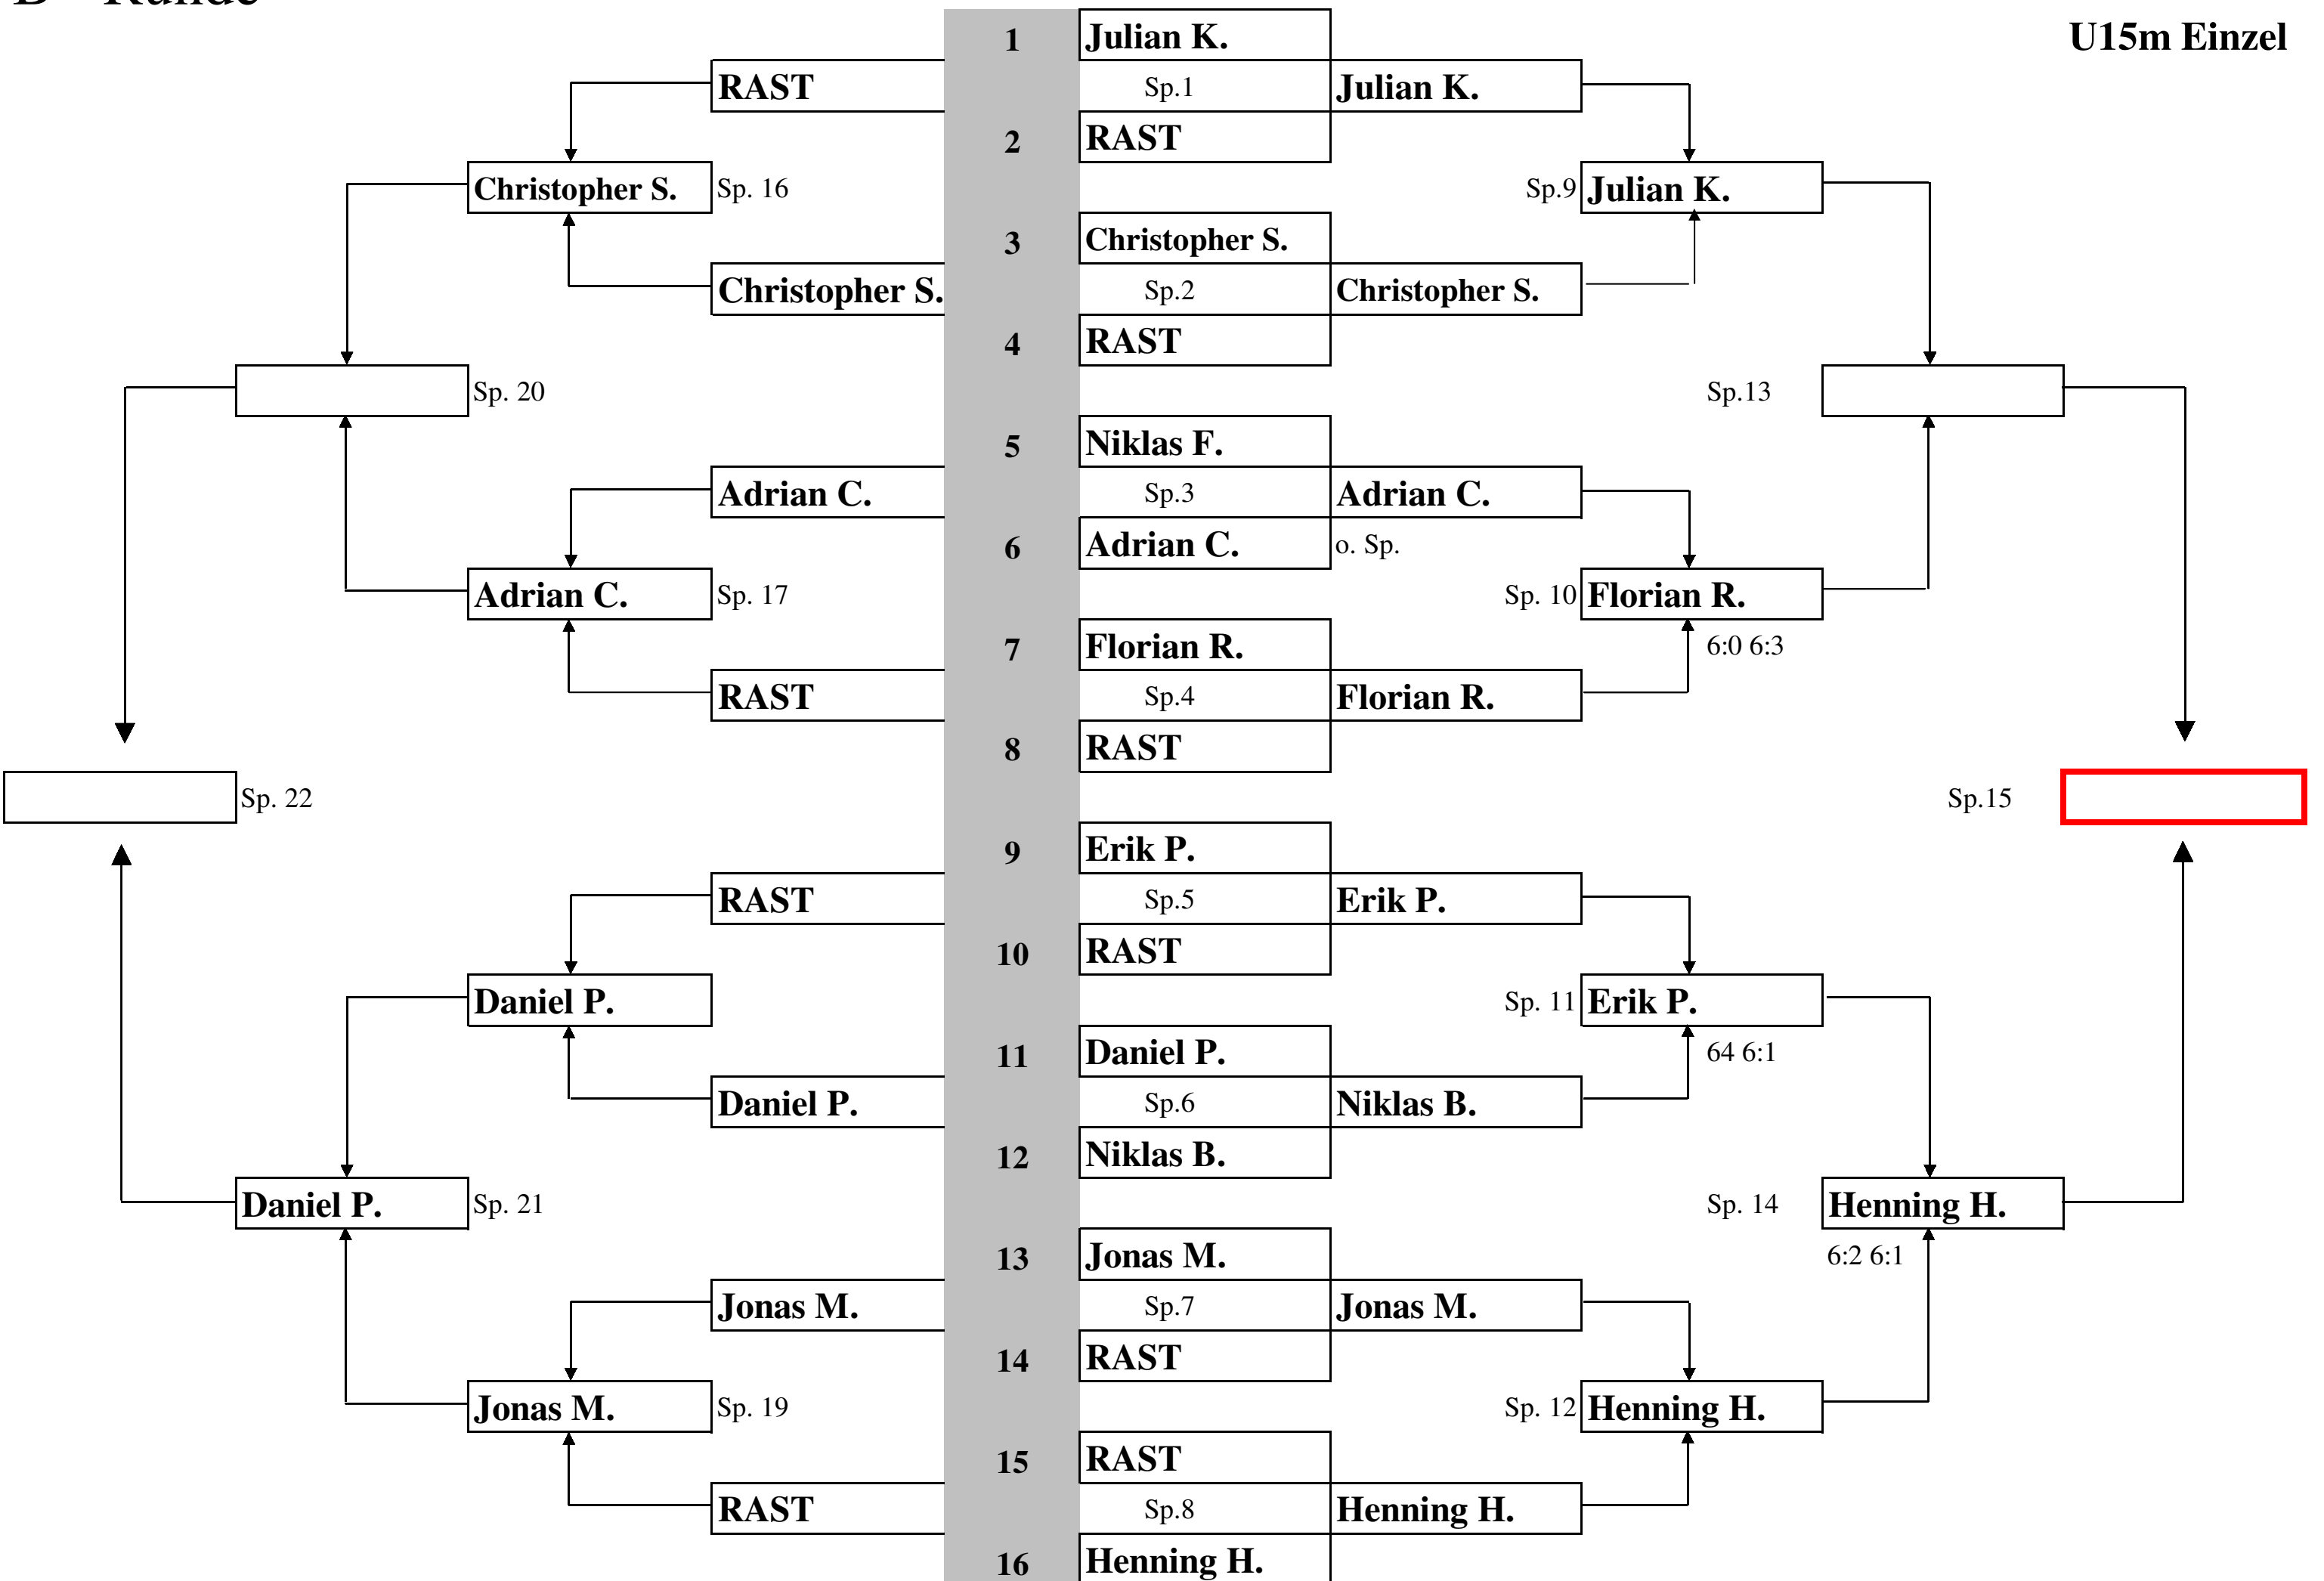 B - Runde
1 Julian K. U15m Einzel
RAST Sp.1 Julian K.
2 RAST
Christopher S. Sp. 16 Sp.9 Julian K.
3 Christopher S.
Christopher S. Sp.2 Christopher S.
4 RAST
Sp. 20 Sp.13
5 Niklas F.
Adrian C. Sp.3 Adrian C.
6 Adrian C. o. Sp.
Adrian C. Sp. 17 Sp. 10 Florian R.
7 Florian R. 6:0 6:3
RAST Sp.4 Florian R.
8 RAST
Sp. 22 Sp.15
9 Erik P.
RAST Sp.5 Erik P.
10 RAST
Daniel P. Sp. 11 Erik P.
11 Daniel P. 64 6:1
Daniel P. Sp.6 Niklas B.
12 Niklas B.
Daniel P. Sp. 21 Sp. 14 Henning H.
13 Jonas M. 6:2 6:1
Jonas M. Sp.7 Jonas M.
14 RAST
Jonas M. Sp. 19 Sp. 12 Henning H.
15 RAST
RAST Sp.8 Henning H.
16 Henning H.